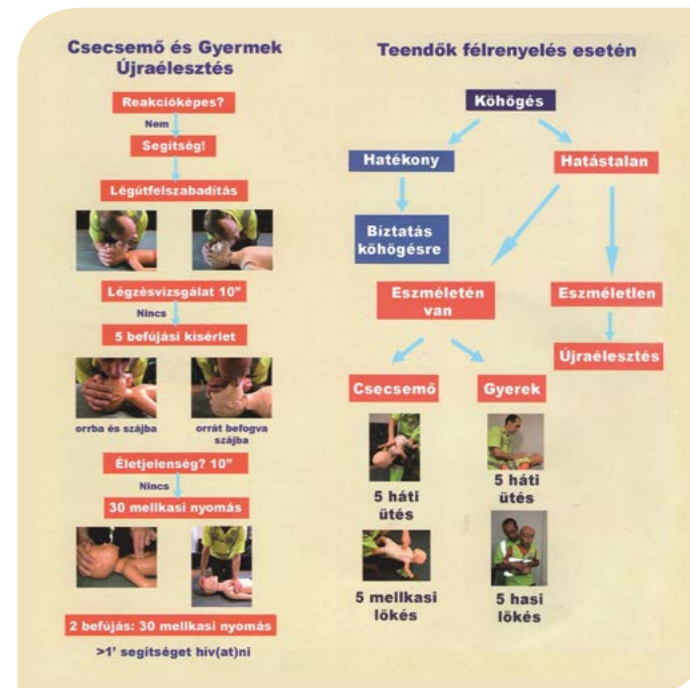 Csecsemő és Gyermek
Újraélesztés
Reakcióképes?
Nem
Segítség!
Légútfelszabadítás
Légzésvizsgálat 10”
Nincs
5 befújási kísérlet
orrba és szájba
orrát befogva
szájba
Életjelenség? 10”
Nincs
30 mellkasi nyomás
2 befújás: 30 mellkasi nyomás
>1’ segítséget hív(at)ni
Teendők félrenyelés esetén
Köhögés
Hatékony
Hatástalan
Bíztatás
köhögésre
Eszméletén
van
Eszméletlen
Újraélesztés
Csecsemő
Gyerek
5 háti
ütés
5 háti
ütés
5 mellkasi
lökés
5 hasi
lökés